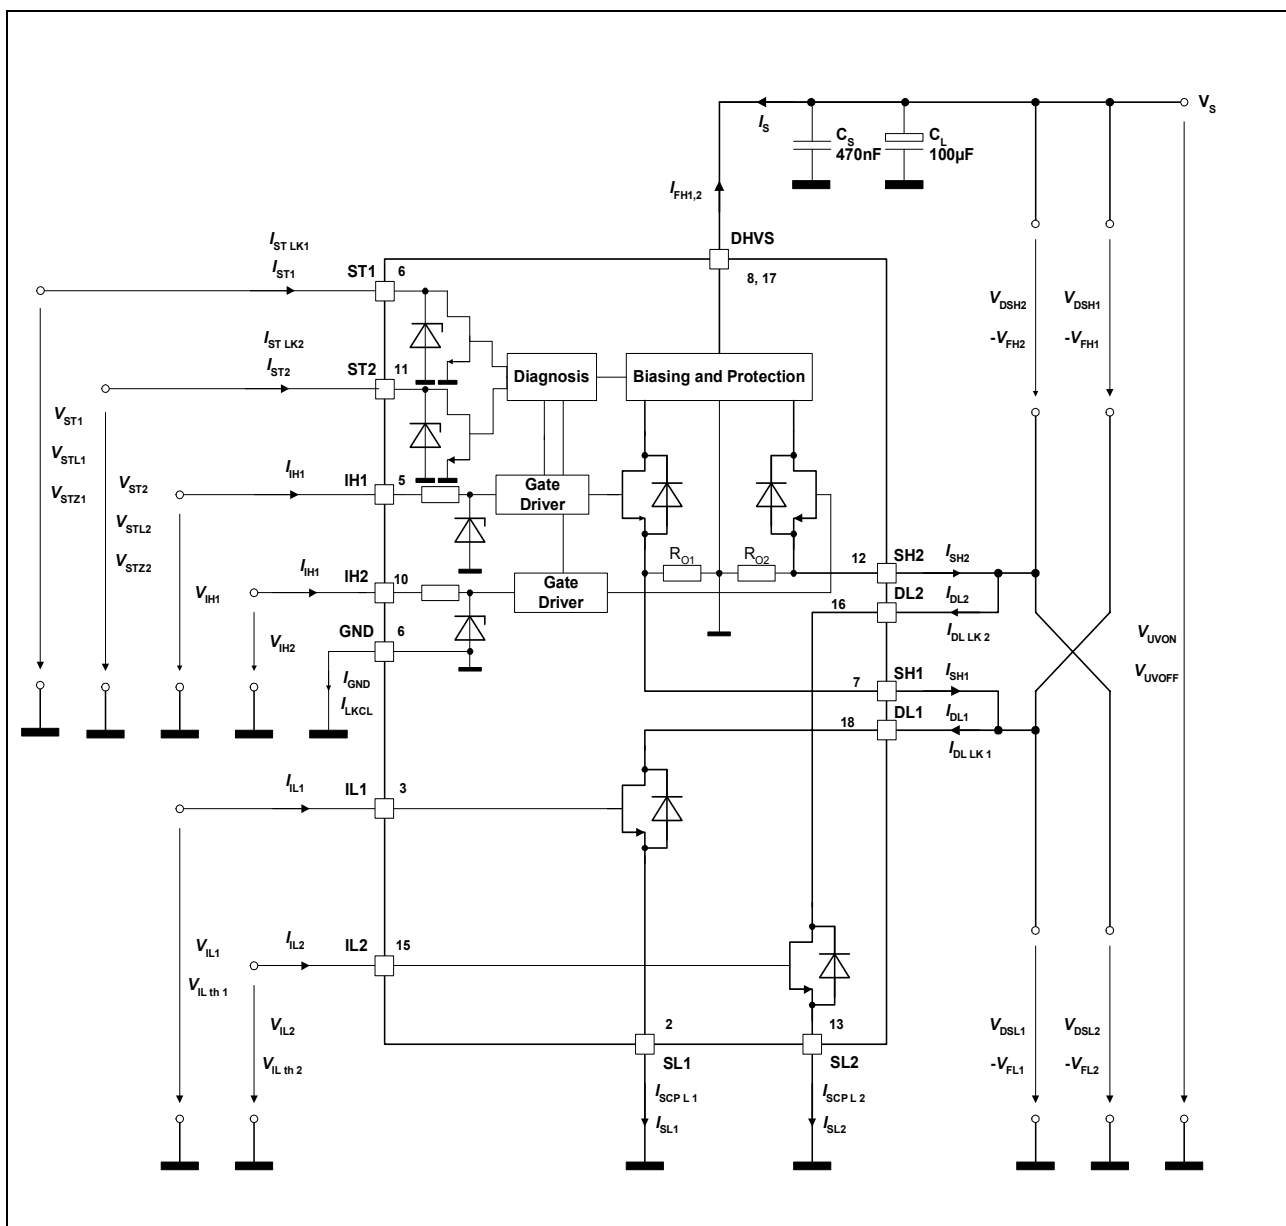 V_S
I_S
C_S
470nF
C_L
100µF
I_FH1,2
DHVS
8, 17
I_ST LK1
I_ST1
ST1
6
I_ST LK2
I_ST2
ST2
11
Diagnosis
Biasing and Protection
V_DSH2
-V_FH2
V_DSH1
-V_FH1
V_ST1
V_STL1
V_STZ1
V_ST2
V_STL2
V_STZ2
I_IH1
IH1
5
Gate
Driver
R_O1
R_O2
12
SH2
I_SH2
I_IH1
IH2
10
Gate
Driver
V_IH1
V_IH2
16
DL2
I_DL2
I_DL LK 2
GND
6
I_GND
I_LKCL
V_UVON
V_UVOFF
7
SH1
I_SH1
18
DL1
I_DL1
I_DL LK 1
I_IL1
IL1
3
V_IL1
V_IL th 1
I_IL2
IL2
15
V_IL2
V_IL th 2
2
SL1
13
SL2
I_SCP L 1
I_SL1
I_SCP L 2
I_SL2
V_DSL1
-V_FL1
V_DSL2
-V_FL2